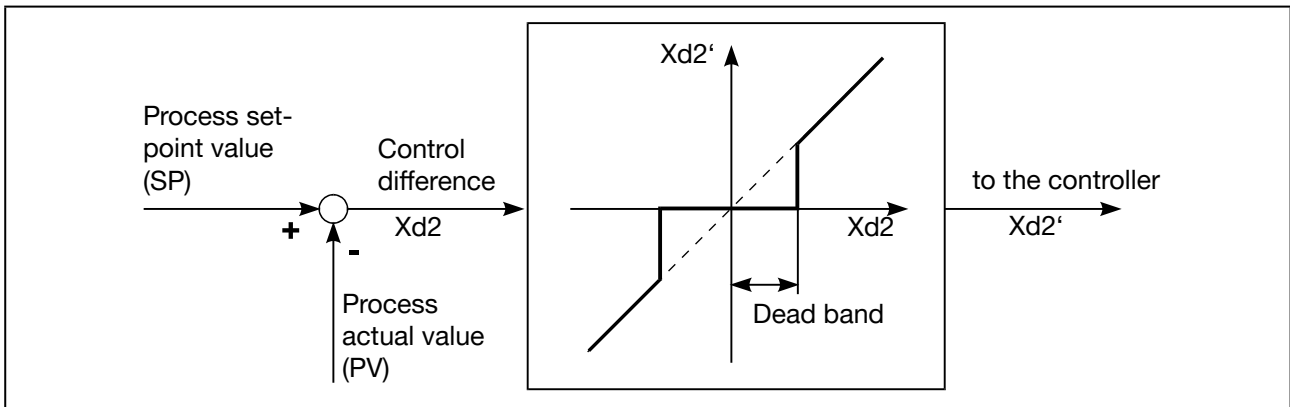 Process set-
point value
(SP)
+
-
Control
difference
Xd2
Process
actual value
(PV)
Xd2‘
Xd2
Dead band
to the controller
Xd2‘